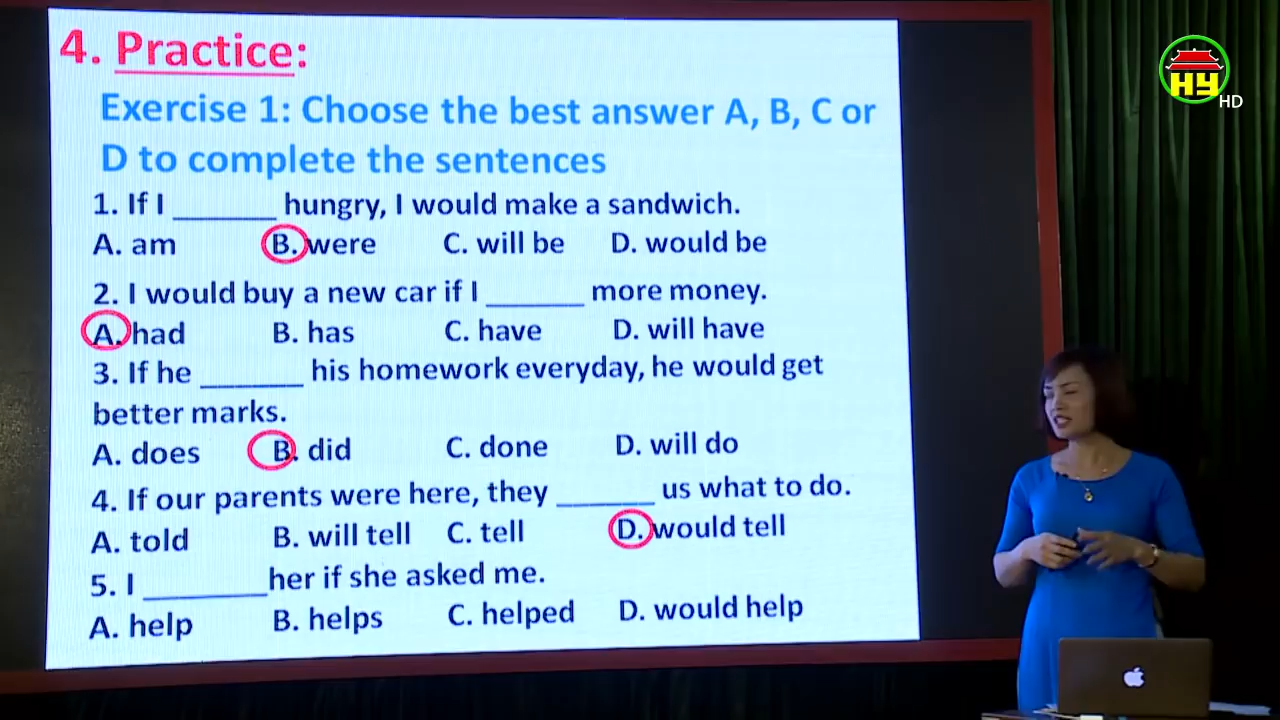 4. Practice:
HY
HD
Exercise 1: Choose the best answer A, B, C or
D to complete the sentences
1. If I _______ hungry, I would make a sandwich.
A. am B. were C. will be D. would be
2. I would buy a new car if I _______ more money.
A. had B. has C. have D. will have
3. If he _______ his homework everyday, he would get
better marks.
A. does B. did C. done D. will do
4. If our parents were here, they _______ us what to do.
A. told B. will tell C. tell D. would tell
5. I ________her if she asked me.
A. help B. helps C. helped D. would help